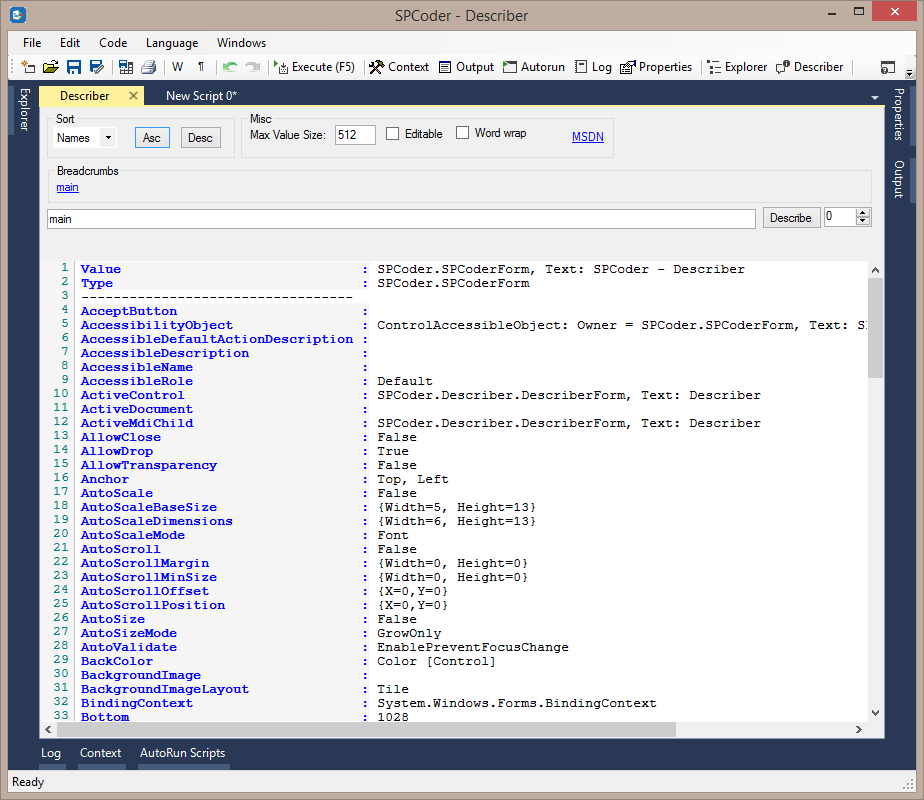 SPCoder - Describer
File Edit Code Language Windows
W ¶ Execute (F5) Context Output Autorun Log Properties Explorer Describer
Explorer
Describer New Script 0*
Properties
Output
Sort
Names Asc Desc
Misc
Max Value Size: 512 Editable Word wrap MSDN
Breadcrumbs
main
main Describe 0
1 Value : SPCoder.SPCoderForm, Text: SPCoder - Describer
2 Type : SPCoder.SPCoderForm
3 ----------------------------------
4 AcceptButton :
5 AccessibilityObject : ControlAccessibleObject: Owner = SPCoder.SPCoderForm, Text: S
6 AccessibleDefaultActionDescription :
7 AccessibleDescription :
8 AccessibleName :
9 AccessibleRole : Default
10 ActiveControl : SPCoder.Describer.DescriberForm, Text: Describer
11 ActiveDocument :
12 ActiveMdiChild : SPCoder.Describer.DescriberForm, Text: Describer
13 AllowClose : False
14 AllowDrop : True
15 AllowTransparency : False
16 Anchor : Top, Left
17 AutoScale : False
18 AutoScaleBaseSize : {Width=5, Height=13}
19 AutoScaleDimensions : {Width=6, Height=13}
20 AutoScaleMode : Font
21 AutoScroll : False
22 AutoScrollMargin : {Width=0, Height=0}
23 AutoScrollMinSize : {Width=0, Height=0}
24 AutoScrollOffset : {X=0,Y=0}
25 AutoScrollPosition : {X=0,Y=0}
26 AutoSize : False
27 AutoSizeMode : GrowOnly
28 AutoValidate : EnablePreventFocusChange
29 BackColor : Color [Control]
30 BackgroundImage :
31 BackgroundImageLayout : Tile
32 BindingContext : System.Windows.Forms.BindingContext
33 Bottom : 1028
Log Context AutoRun Scripts
Ready